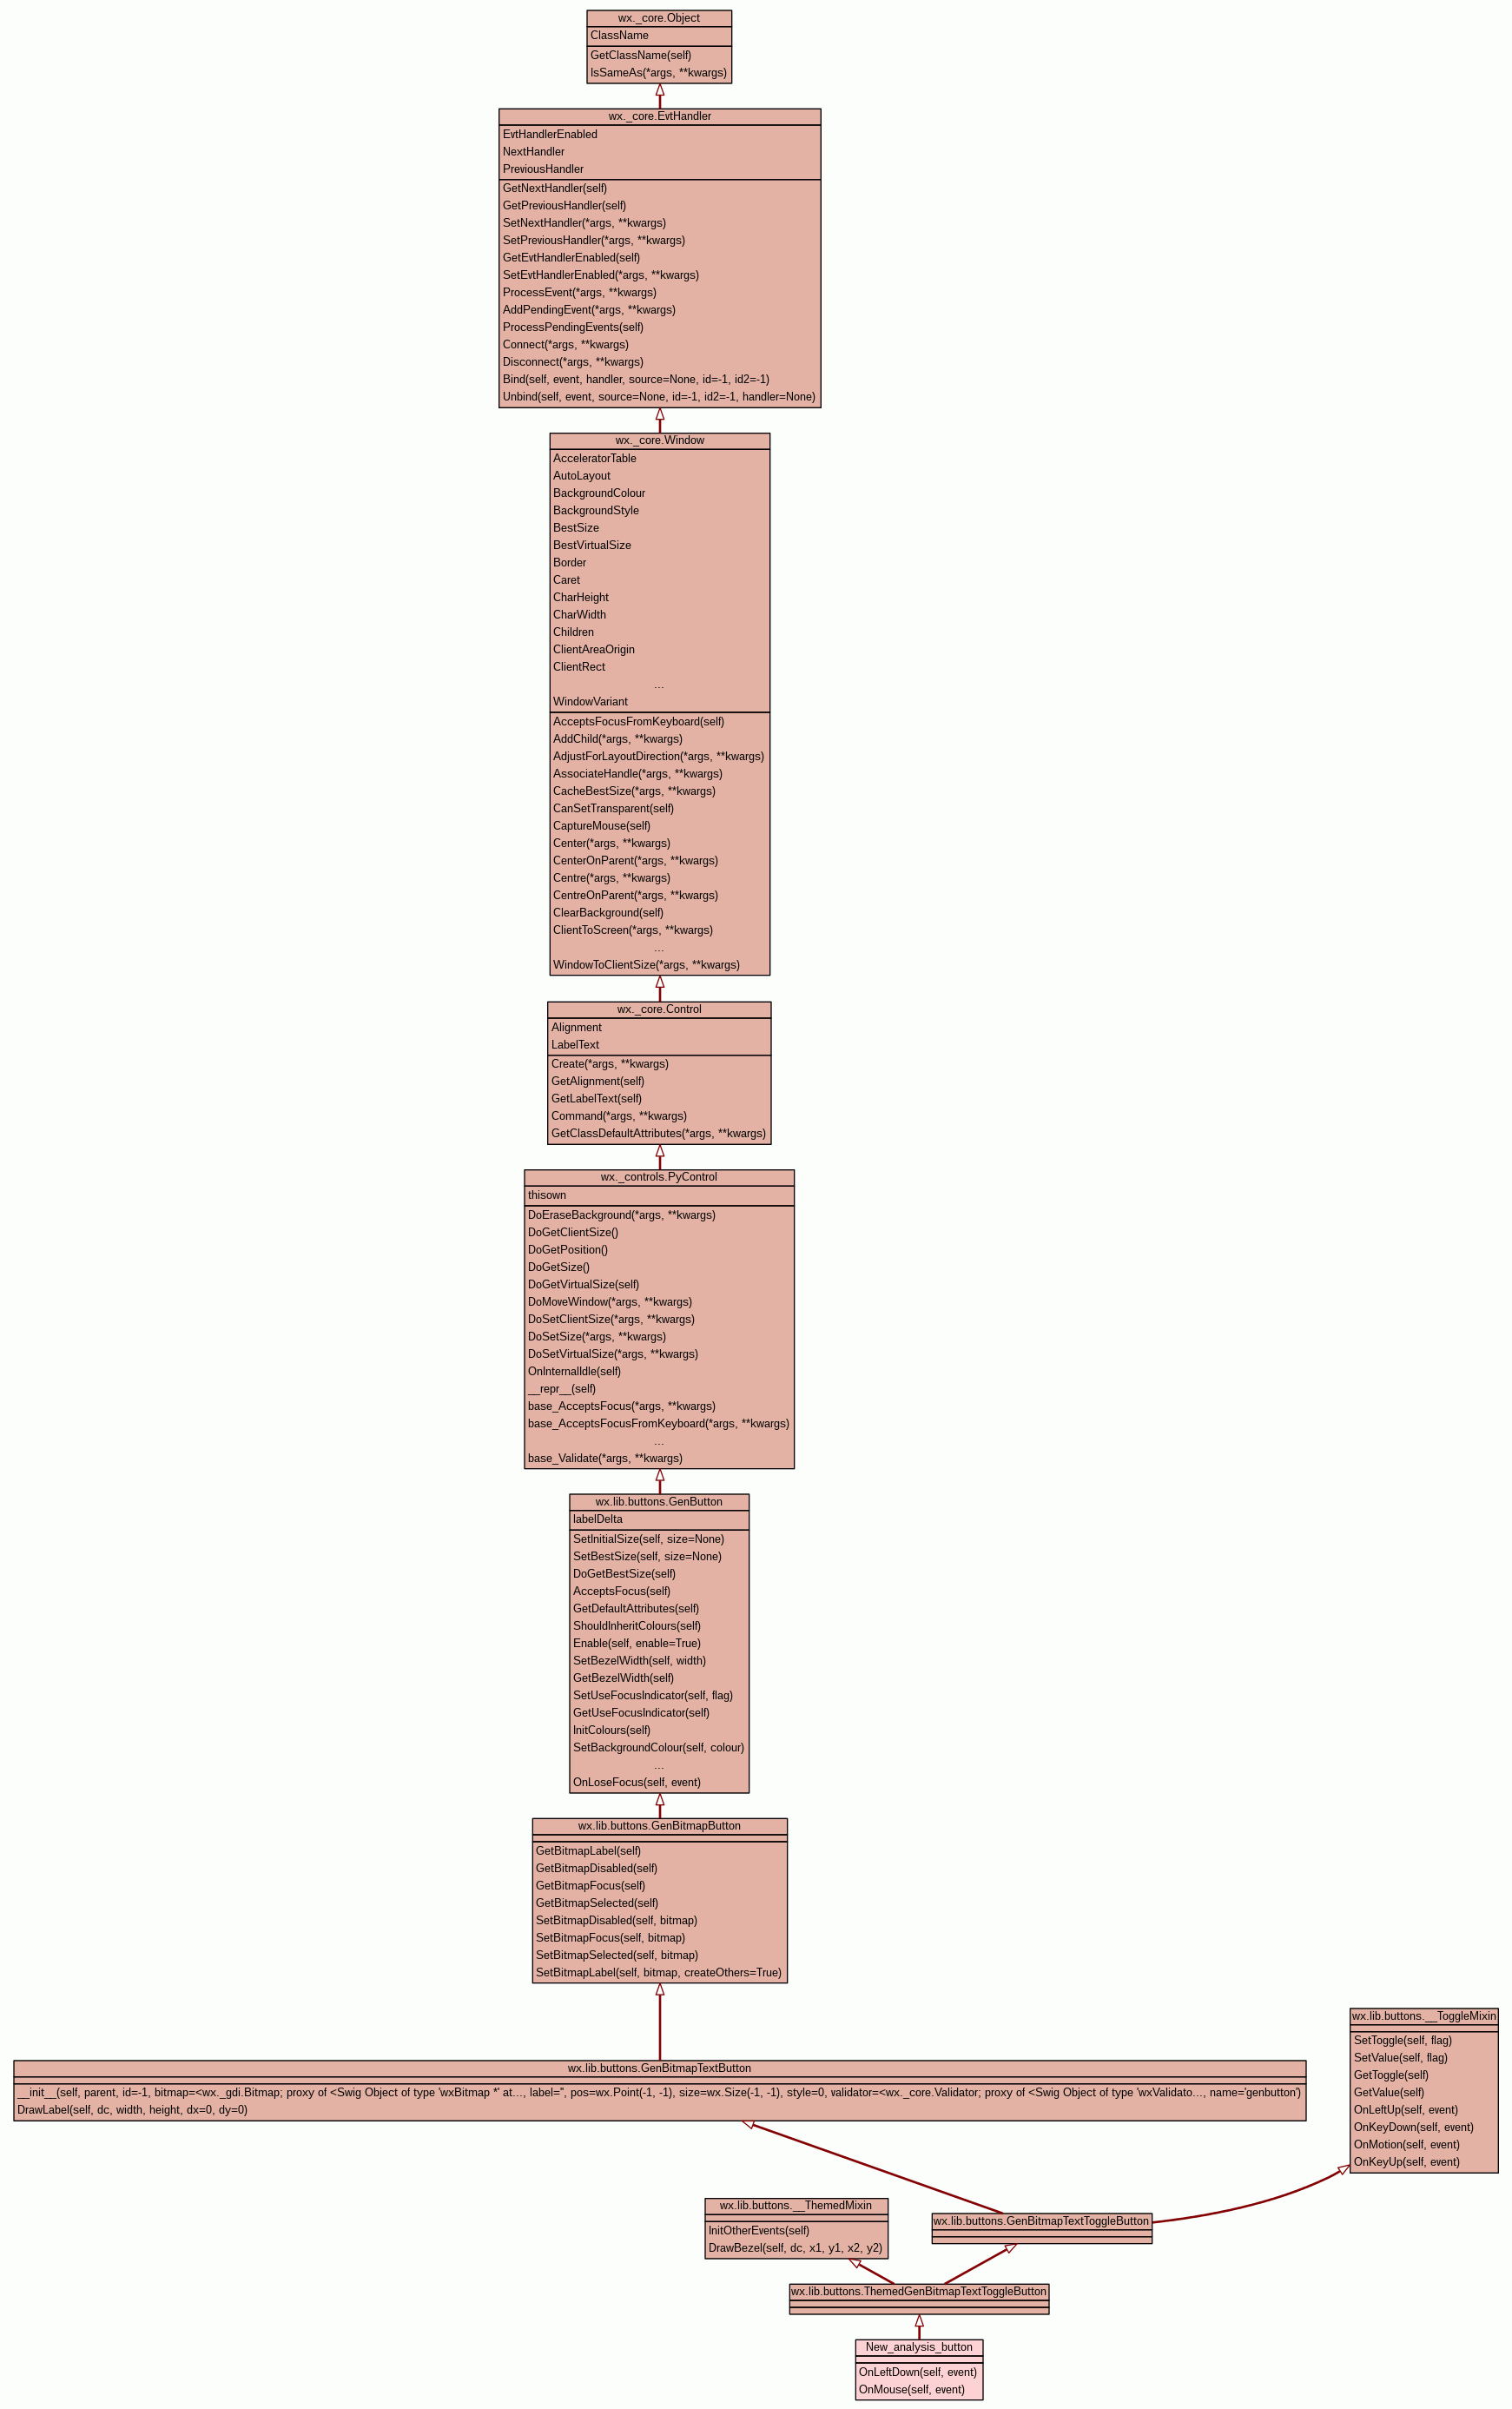 wx._core.Object
ClassName
GetClassName(self)
IsSameAs(*args, **kwargs)
wx._core.EvtHandler
EvtHandlerEnabled
NextHandler
PreviousHandler
GetNextHandler(self)
GetPreviousHandler(self)
SetNextHandler(*args, **kwargs)
SetPreviousHandler(*args, **kwargs)
GetEvtHandlerEnabled(self)
SetEvtHandlerEnabled(*args, **kwargs)
ProcessEvent(*args, **kwargs)
AddPendingEvent(*args, **kwargs)
ProcessPendingEvents(self)
Connect(*args, **kwargs)
Disconnect(*args, **kwargs)
Bind(self, event, handler, source=None, id=-1, id2=-1)
Unbind(self, event, source=None, id=-1, id2=-1, handler=None)
wx._core.Window
AcceleratorTable
AutoLayout
BackgroundColour
BackgroundStyle
BestSize
BestVirtualSize
Border
Caret
CharHeight
CharWidth
Children
ClientAreaOrigin
ClientRect
...
WindowVariant
AcceptsFocusFromKeyboard(self)
AddChild(*args, **kwargs)
AdjustForLayoutDirection(*args, **kwargs)
AssociateHandle(*args, **kwargs)
CacheBestSize(*args, **kwargs)
CanSetTransparent(self)
CaptureMouse(self)
Center(*args, **kwargs)
CenterOnParent(*args, **kwargs)
Centre(*args, **kwargs)
CentreOnParent(*args, **kwargs)
ClearBackground(self)
ClientToScreen(*args, **kwargs)
...
WindowToClientSize(*args, **kwargs)
wx._core.Control
Alignment
LabelText
Create(*args, **kwargs)
GetAlignment(self)
GetLabelText(self)
Command(*args, **kwargs)
GetClassDefaultAttributes(*args, **kwargs)
wx._controls.PyControl
thisown
DoEraseBackground(*args, **kwargs)
DoGetClientSize()
DoGetPosition()
DoGetSize()
DoGetVirtualSize(self)
DoMoveWindow(*args, **kwargs)
DoSetClientSize(*args, **kwargs)
DoSetSize(*args, **kwargs)
DoSetVirtualSize(*args, **kwargs)
OnInternalIdle(self)
__repr__(self)
base_AcceptsFocus(*args, **kwargs)
base_AcceptsFocusFromKeyboard(*args, **kwargs)
...
base_Validate(*args, **kwargs)
wx.lib.buttons.GenButton
labelDelta
SetInitialSize(self, size=None)
SetBestSize(self, size=None)
DoGetBestSize(self)
AcceptsFocus(self)
GetDefaultAttributes(self)
ShouldInheritColours(self)
Enable(self, enable=True)
SetBezelWidth(self, width)
GetBezelWidth(self)
SetUseFocusIndicator(self, flag)
GetUseFocusIndicator(self)
InitColours(self)
SetBackgroundColour(self, colour)
...
OnLoseFocus(self, event)
wx.lib.buttons.GenBitmapButton
GetBitmapLabel(self)
GetBitmapDisabled(self)
GetBitmapFocus(self)
GetBitmapSelected(self)
SetBitmapDisabled(self, bitmap)
SetBitmapFocus(self, bitmap)
SetBitmapSelected(self, bitmap)
SetBitmapLabel(self, bitmap, createOthers=True)
wx.lib.buttons.GenBitmapTextButton
__init__(self, parent, id=-1, bitmap=<wx._gdi.Bitmap; proxy of <Swig Object of type 'wxBitmap *' at..., label='', pos=wx.Point(-1, -1), size=wx.Size(-1, -1), style=0, validator=<wx._core.Validator; proxy of <Swig Object of type 'wxValidato..., name='genbutton')
DrawLabel(self, dc, width, height, dx=0, dy=0)
wx.lib.buttons.__ToggleMixin
SetToggle(self, flag)
SetValue(self, flag)
GetToggle(self)
GetValue(self)
OnLeftUp(self, event)
OnKeyDown(self, event)
OnMotion(self, event)
OnKeyUp(self, event)
wx.lib.buttons.__ThemedMixin
InitOtherEvents(self)
DrawBezel(self, dc, x1, y1, x2, y2)
wx.lib.buttons.GenBitmapTextToggleButton
wx.lib.buttons.ThemedGenBitmapTextToggleButton
New_analysis_button
OnLeftDown(self, event)
OnMouse(self, event)